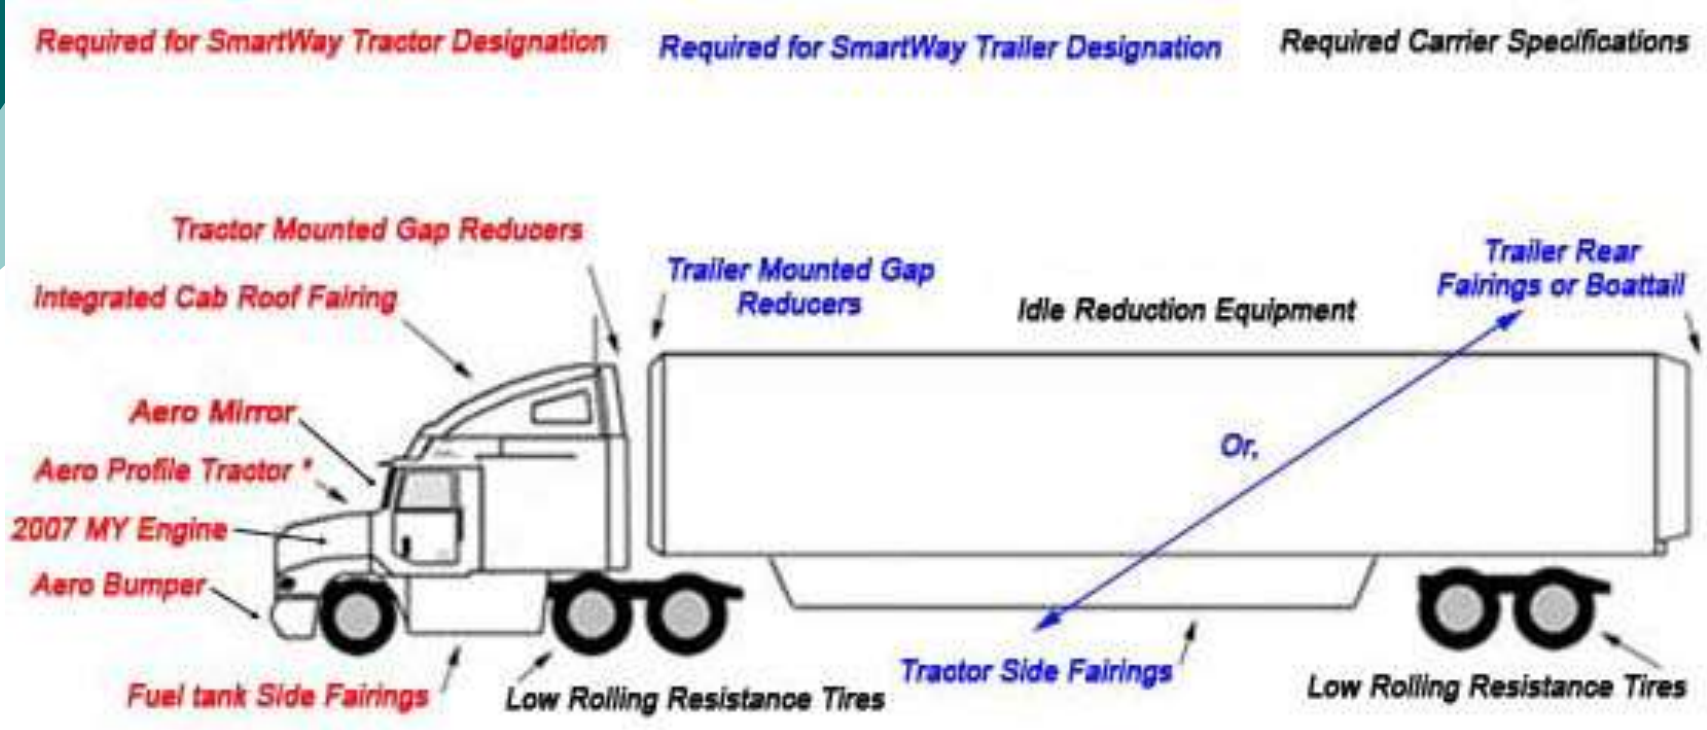 Required for SmartWay Tractor Designation
Required for SmartWay Trailer Designation
Required Carrier Specifications
Tractor Mounted Gap Reducers
Trailer Mounted Gap
Reducers
Integrated Cab Roof Fairing
Idle Reduction Equipment
Trailer Rear
Fairings or Boattail
Aero Mirror
Or,
Aero Profile Tractor *
2007 MY Engine
Aero Bumper
Fuel tank Side Fairings
Low Rolling Resistance Tires
Tractor Side Fairings
Low Rolling Resistance Tires